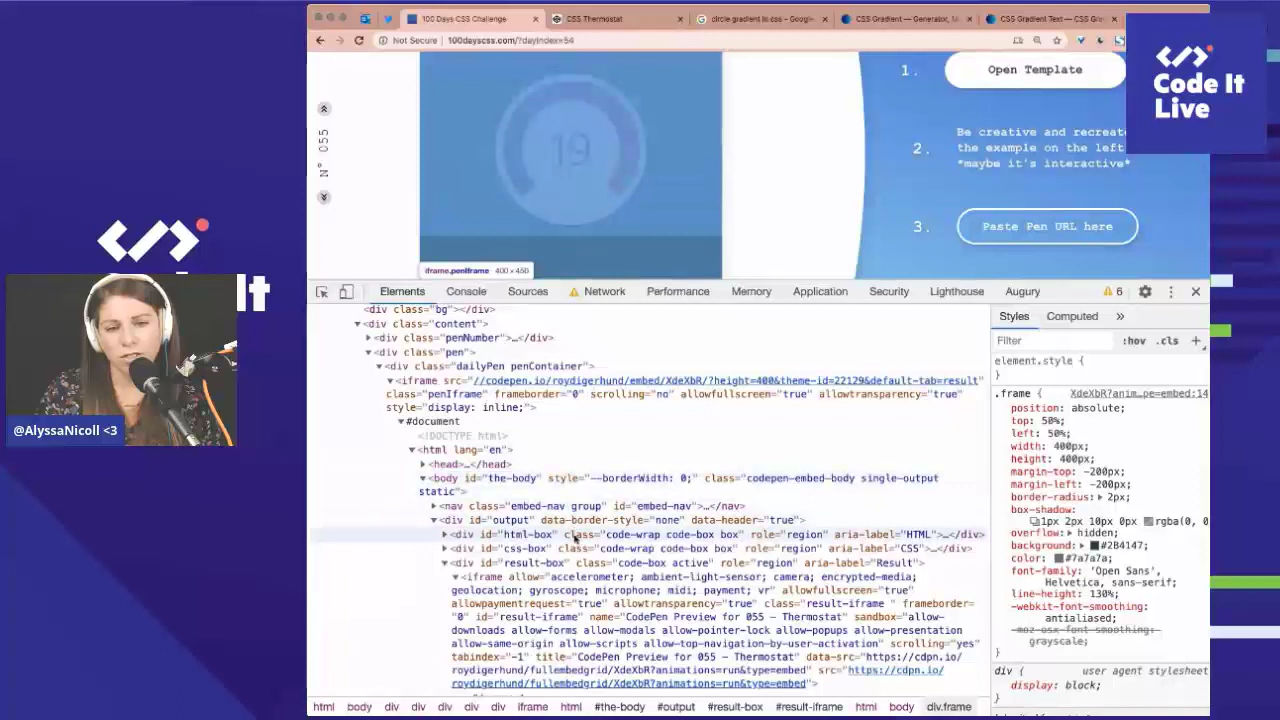 100 Days CSS Challenge
CSS Thermostat
circle gradient in css - Google
CSS Gradient — Generator, M
CSS Gradient Text — CSS Gr
Not Secure | 100dayscss.com/?dayIndex=54
Code It
Live
N° 055
19
1. Open Template
2. Be creative and recreat
the example on the left
*maybe it's interactive*
3. Paste Pen URL here
iframe.penIframe 400 × 450
It
@AlyssaNicoll <3
Elements Console Sources Network Performance Memory Application Security Lighthouse Augury 6
<div class="bg"></div>
<div class="content">
<div class="penNumber">…</div>
<div class="pen">
<div class="dailyPen penContainer">
<iframe src="//codepen.io/roydigerhund/embed/XdeXbR/?height=400&theme-id=22129&default-tab=result"
class="penIframe" frameborder="0" scrolling="no" allowfullscreen="true" allowtransparency="true"
style="display: inline;">
#document
<!DOCTYPE html>
<html lang="en">
<head>…</head>
<body id="the-body" style="--borderWidth: 0;" class="codepen-embed-body single-output
static">
<nav class="embed-nav group" id="embed-nav">…</nav>
<div id="output" data-border-style="none" data-header="true">
<div id="html-box" class="code-wrap code-box box" role="region" aria-label="HTML">…</div>
<div id="css-box" class="code-wrap code-box box" role="region" aria-label="CSS">…</div>
<div id="result-box" class="code-box active" role="region" aria-label="Result">
<iframe allow="accelerometer; ambient-light-sensor; camera; encrypted-media;
geolocation; gyroscope; microphone; midi; payment; vr" allowfullscreen="true"
allowpaymentrequest="true" allowtransparency="true" class="result-iframe " frameborder=
"0" id="result-iframe" name="CodePen Preview for 055 – Thermostat" sandbox="allow-
downloads allow-forms allow-modals allow-pointer-lock allow-popups allow-presentation
allow-same-origin allow-scripts allow-top-navigation-by-user-activation" scrolling="yes"
tabindex="-1" title="CodePen Preview for 055 – Thermostat" data-src="https://cdpn.io/
roydigerhund/fullembedgrid/XdeXbR?animations=run&type=embed" src="https://cdpn.io/
roydigerhund/fullembedgrid/XdeXbR?animations=run&type=embed">
html body div div div div div iframe html #the-body #output #result-box #result-iframe html body div.frame
Styles Computed »
Filter :hov .cls +
element.style {
}
.frame { XdeXbR?anim…pe=embed:14
position: absolute;
top: 50%;
left: 50%;
width: 400px;
height: 400px;
margin-top: -200px;
margin-left: -200px;
border-radius: 2px;
box-shadow:
1px 2px 10px 0px rgba(0, 0
overflow: hidden;
background: #2B4147;
color: #7a7a7a;
font-family: 'Open Sans',
Helvetica, sans-serif;
line-height: 130%;
-webkit-font-smoothing:
antialiased;
-moz-osx-font-smoothing:
grayscale;
}
div { user agent stylesheet
display: block;
}